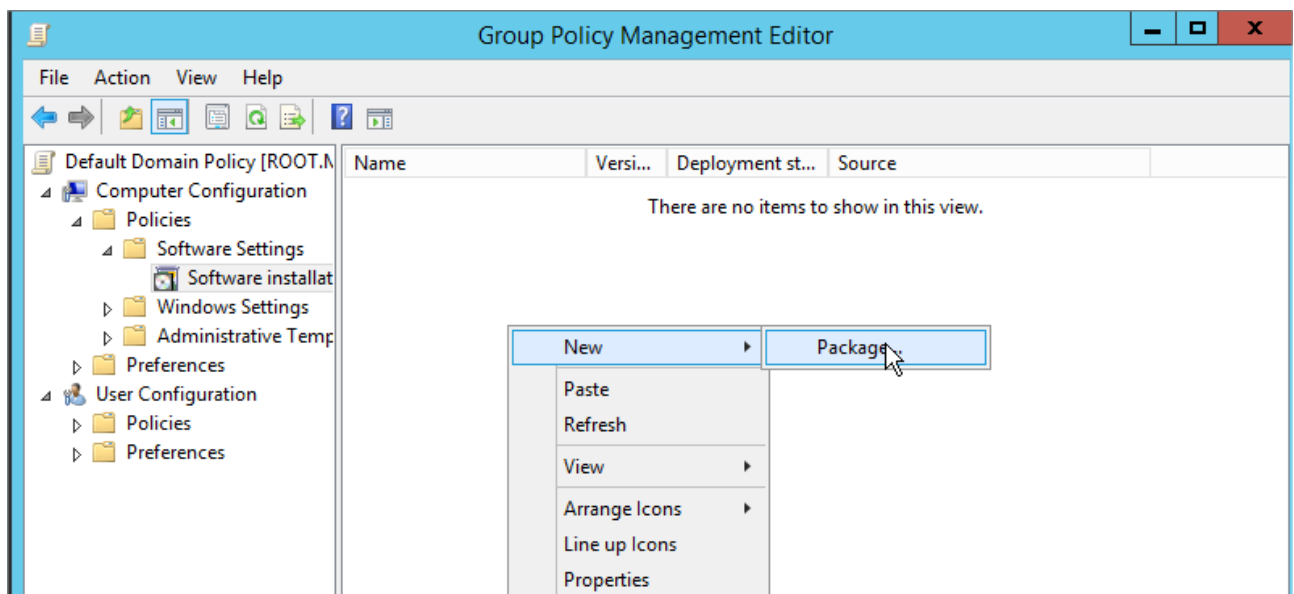 Group Policy Management Editor
File Action View Help
Default Domain Policy [ROOT.N
Computer Configuration
Policies
Software Settings
Software installat
Windows Settings
Administrative Temp
Preferences
User Configuration
Policies
Preferences
Name Versi... Deployment st... Source
There are no items to show in this view.
New
Package...
Paste
Refresh
View
Arrange Icons
Line up Icons
Properties